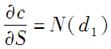 ∂c/∂S = N(d₁)